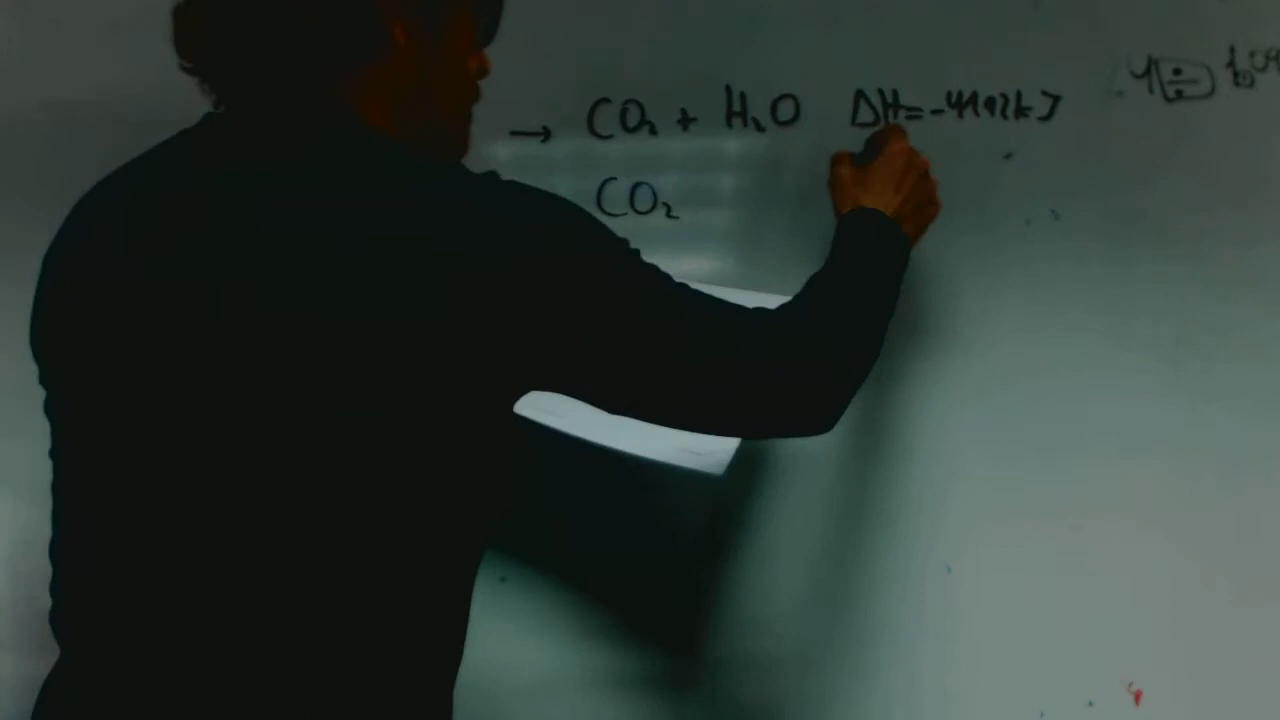 → CO₂ + H₂O ΔH=-4192kJ
CO₂